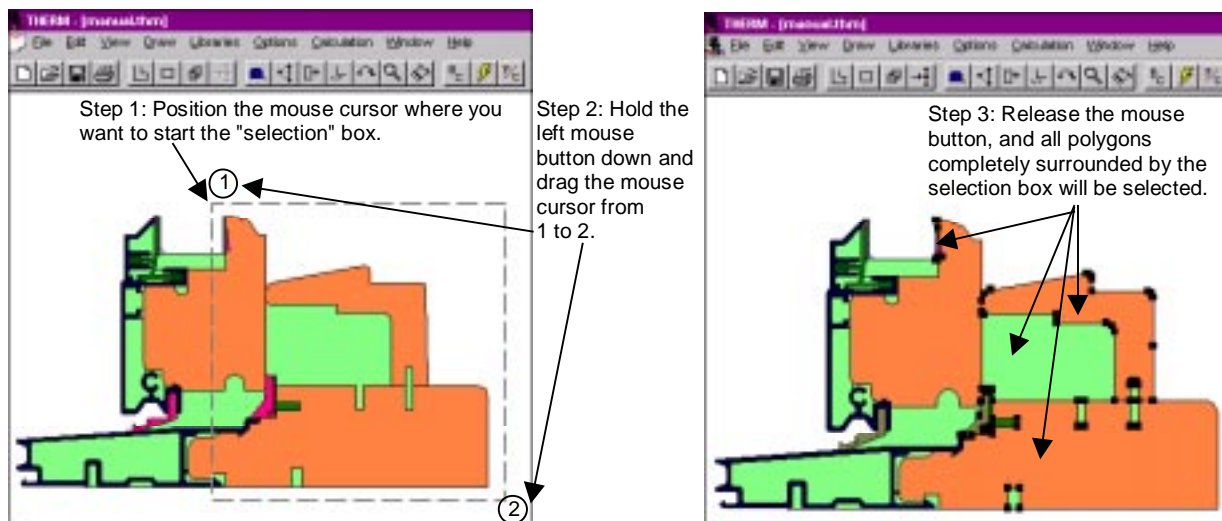 THERM - [manual.thm]
File Edit View Draw Libraries Options Calculation Window Help
Step 1: Position the mouse cursor where you
want to start the "selection" box.
1
2
Step 2: Hold the
left mouse
button down and
drag the mouse
cursor from
1 to 2.
THERM - [manual.thm]
File Edit View Draw Libraries Options Calculation Window Help
Step 3: Release the mouse
button, and all polygons
completely surrounded by the
selection box will be selected.